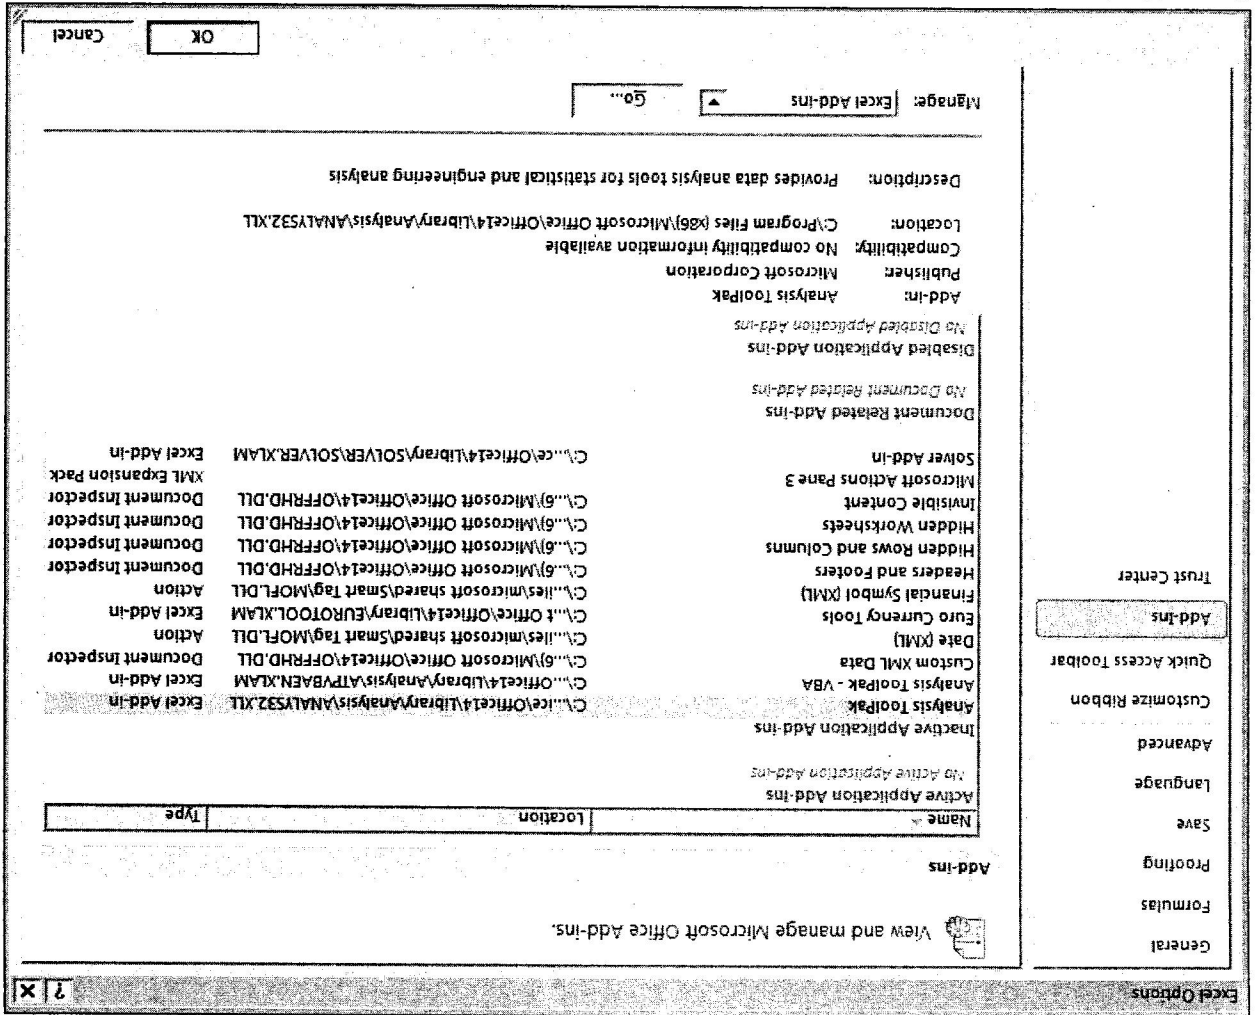 Excel Options
?
X
General
Formulas
Proofing
Save
Language
Advanced
Customize Ribbon
Quick Access Toolbar
Add-Ins
Trust Center
View and manage Microsoft Office Add-ins.
Add-ins
Name Location Type
Active Application Add-Ins
No Active Application Add-ins
Inactive Application Add-ins
Analysis ToolPak C:\...ice\Office14\Library\Analysis\ANALYS32.XLL Excel Add-in
Analysis ToolPak - VBA C:\...Office14\Library\Analysis\ATPVBAEN.XLAM Excel Add-in
Custom XML Data C:\...6)\Microsoft Office\Office14\OFFRHD.DLL Document Inspector
Date (XML) C:\...iles\microsoft shared\Smart Tag\MOFL.DLL Action
Euro Currency Tools C:\...t Office\Office14\Library\EUROTOOL.XLAM Excel Add-in
Financial Symbol (XML) C:\...iles\microsoft shared\Smart Tag\MOFL.DLL Action
Headers and Footers C:\...6)\Microsoft Office\Office14\OFFRHD.DLL Document Inspector
Hidden Rows and Columns C:\...6)\Microsoft Office\Office14\OFFRHD.DLL Document Inspector
Hidden Worksheets C:\...6)\Microsoft Office\Office14\OFFRHD.DLL Document Inspector
Invisible Content C:\...6)\Microsoft Office\Office14\OFFRHD.DLL Document Inspector
Microsoft Actions Pane 3 XML Expansion Pack
Solver Add-in C:\...ce\Office14\Library\SOLVER\SOLVER.XLAM Excel Add-in
Document Related Add-ins
No Document Related Add-ins
Disabled Application Add-ins
No Disabled Application Add-ins
Add-in: Analysis ToolPak
Publisher: Microsoft Corporation
Compatibility: No compatibility information available
Location: C:\Program Files (x86)\Microsoft Office\Office14\Library\Analysis\ANALYS32.XLL
Description: Provides data analysis tools for statistical and engineering analysis
Manage: Excel Add-ins Go...
OK Cancel